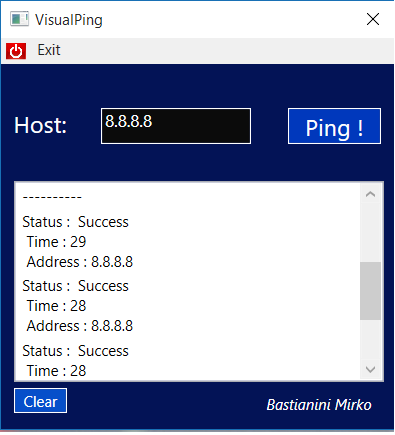 VisualPing
Exit
Host: 8.8.8.8 Ping !
----------
Status :  Success
Time : 29
Address : 8.8.8.8
Status :  Success
Time : 28
Address : 8.8.8.8
Status :  Success
Time : 28
Clear Bastianini Mirko